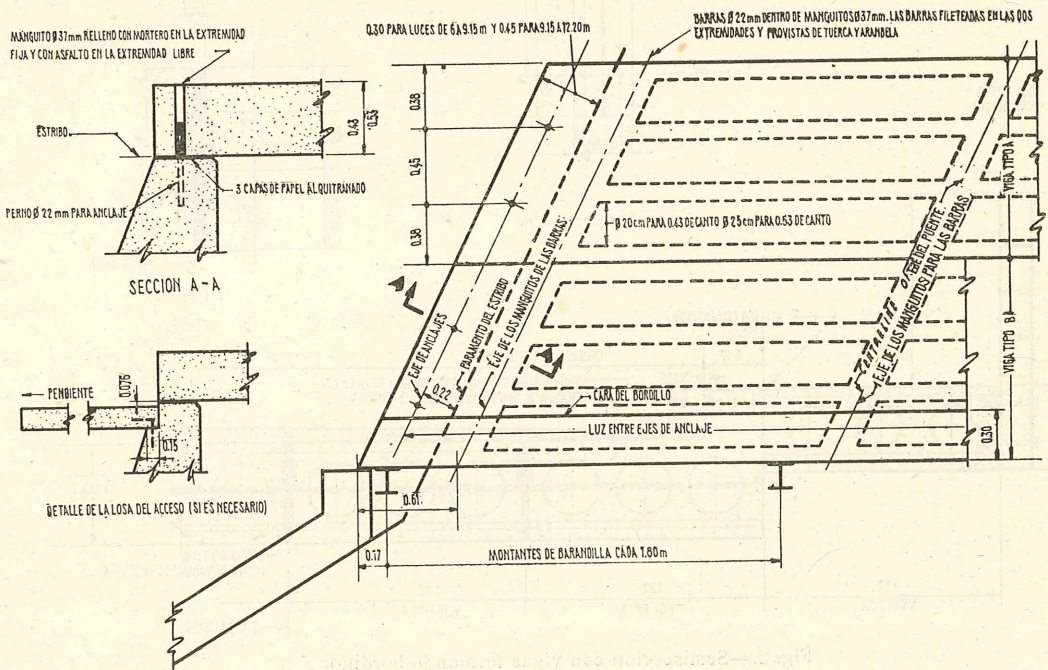 MANGUITO Ø 37 mm RELLENO CON MORTERO EN LA EXTREMIDAD
FIJA Y CON ASFALTO EN LA EXTREMIDAD LIBRE
ESTRIBO
0.43
0.53
3 CAPAS DE PAPEL ALQUITRANADO
PERNO Ø 22 mm PARA ANCLAJE
SECCION A-A
PENDIENTE
0.076
0.15
DETALLE DE LA LOSA DEL ACCESO (SI ES NECESARIO)
0.30 PARA LUCES DE 6 A 9.15 m Y 0.45 PARA 9.15 A 12.20 m
BARRAS Ø 22 mm DENTRO DE MANGUITOS Ø 37 mm. LAS BARRAS FILETEADAS EN LAS DOS
EXTREMIDADES Y PROVISTAS DE TUERCA Y ARANDELA
0.38
0.45
0.38
VIGA TIPO A
VIGA TIPO B
Ø 20 cm PARA 0.43 DE CANTO Ø 25 cm PARA 0.53 DE CANTO
A
A
EJE DE ANCLAJES
PARAMENTO DEL ESTRIBO
EJE DE LOS MANGUITOS DE LAS BARRAS
EJE DEL PUENTE
EJE DE LOS MANGUITOS PARA LAS BARRAS
0.22
CARA DEL BORDILLO
LUZ ENTRE EJES DE ANCLAJE
0.30
0.61
0.17
MONTANTES DE BARANDILLA CADA 1.80 m